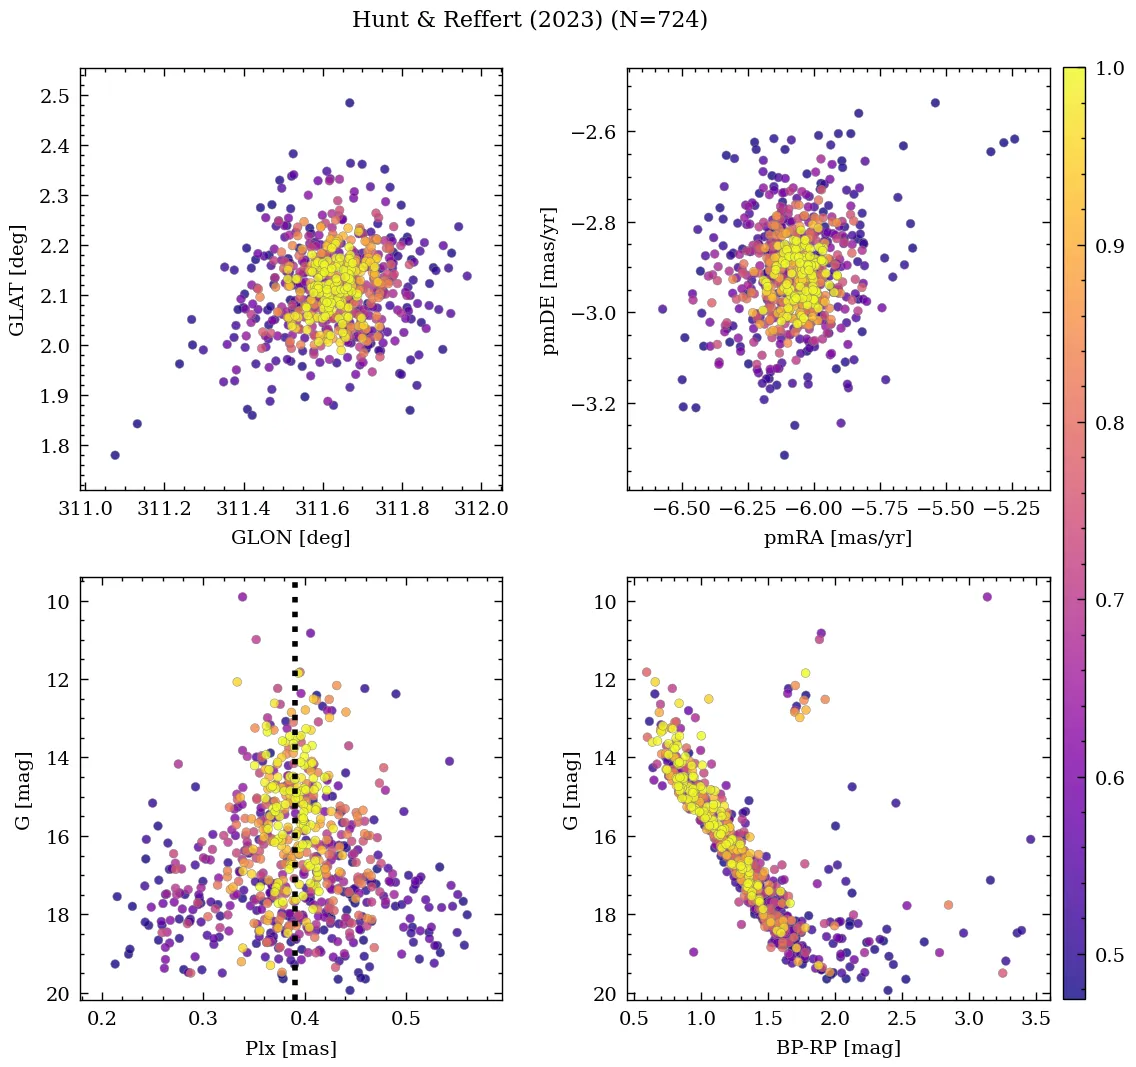 Hunt & Reffert (2023) (N=724)
2.5
2.4
2.3
2.2
2.1
2.0
1.9
1.8
GLAT [deg]
311.0 311.2 311.4 311.6 311.8 312.0
GLON [deg]
−2.6
−2.8
−3.0
−3.2
pmDE [mas/yr]
−6.50 −6.25 −6.00 −5.75 −5.50 −5.25
pmRA [mas/yr]
1.0
0.9
0.8
0.7
0.6
0.5
10
12
14
16
18
20
G [mag]
0.2 0.3 0.4 0.5
Plx [mas]
10
12
14
16
18
20
G [mag]
0.5 1.0 1.5 2.0 2.5 3.0 3.5
BP-RP [mag]